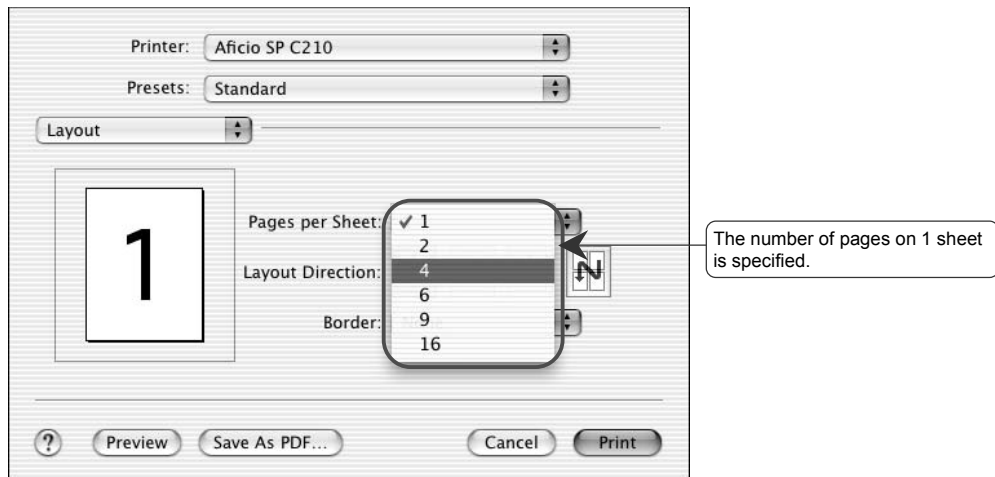 Printer: Aficio SP C210
Presets: Standard
Layout
1
Pages per Sheet: ✓ 1
2
Layout Direction: 4
6
Border: 9
16
The number of pages on 1 sheet
is specified.
? Preview Save As PDF... Cancel Print